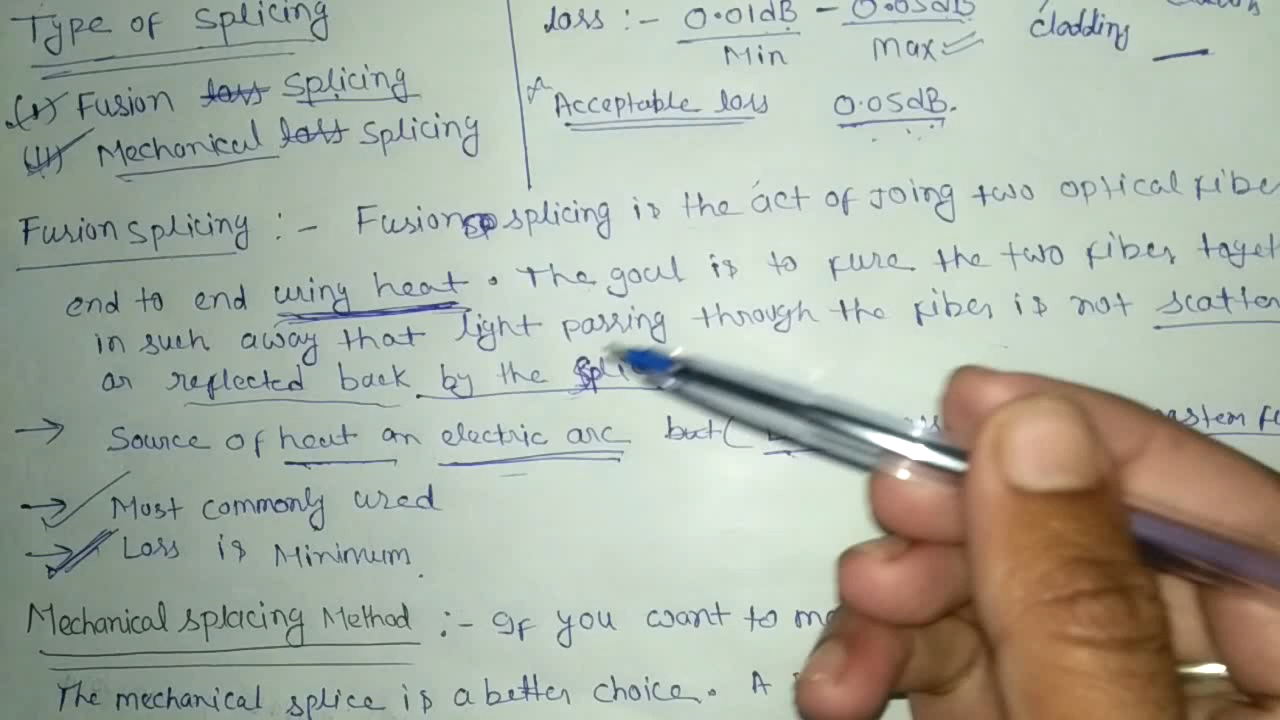 Type of Splicing
(I) Fusion loss Splicing
(II) Mechanical loss Splicing
loss :- 0.01dB - 0.05dB
Min Max
cladding
Acceptable loss 0.05dB.
Fusion Splicing :- Fusion sp splicing is the act of Joing two optical fiber
end to end using heat. The goal is to fuse the two fiber toget
in such away that light passing through the fiber is not scatter
or reflected back by the Spli
→ Source of heat an electric arc but (
→ Most commonly used
→ Loss is Minimum.
Mechanical splacing Method :- If you want to m
The mechanical splice is a better choice. A